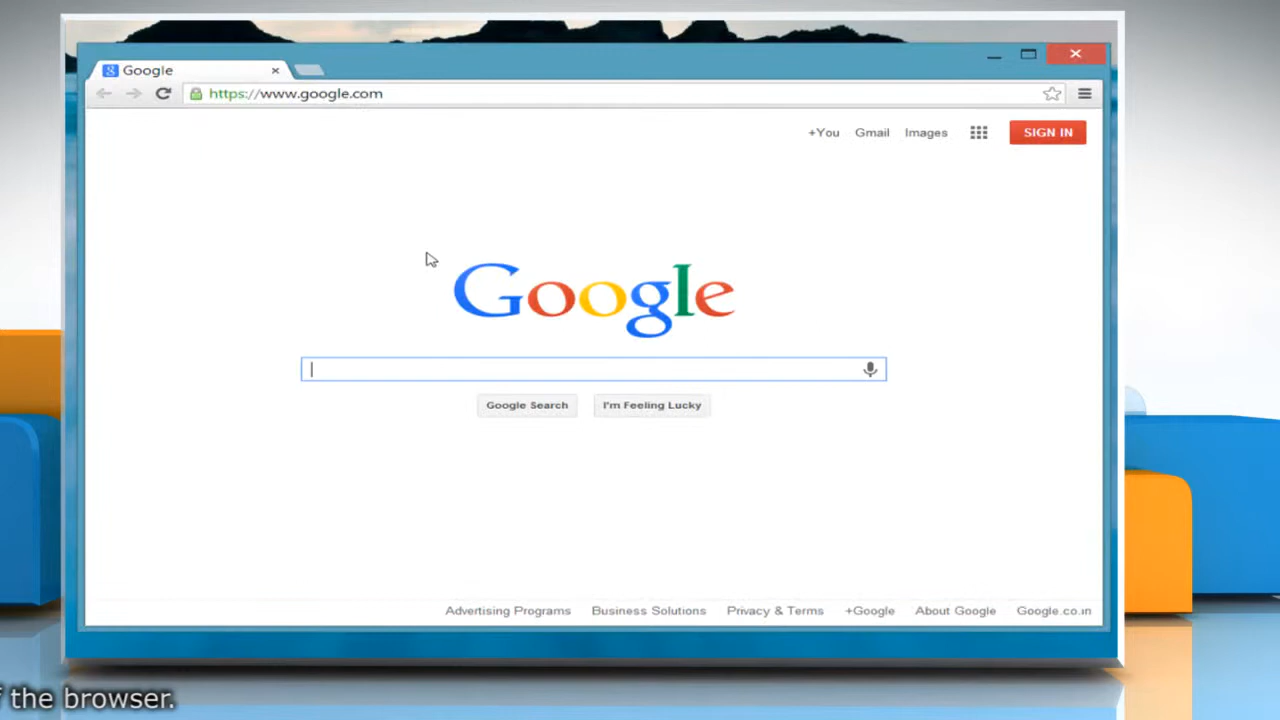 Google
https://www.google.com
+You Gmail Images SIGN IN
Google
Google Search I'm Feeling Lucky
Advertising Programs Business Solutions Privacy & Terms +Google About Google Google.co.in
the browser.